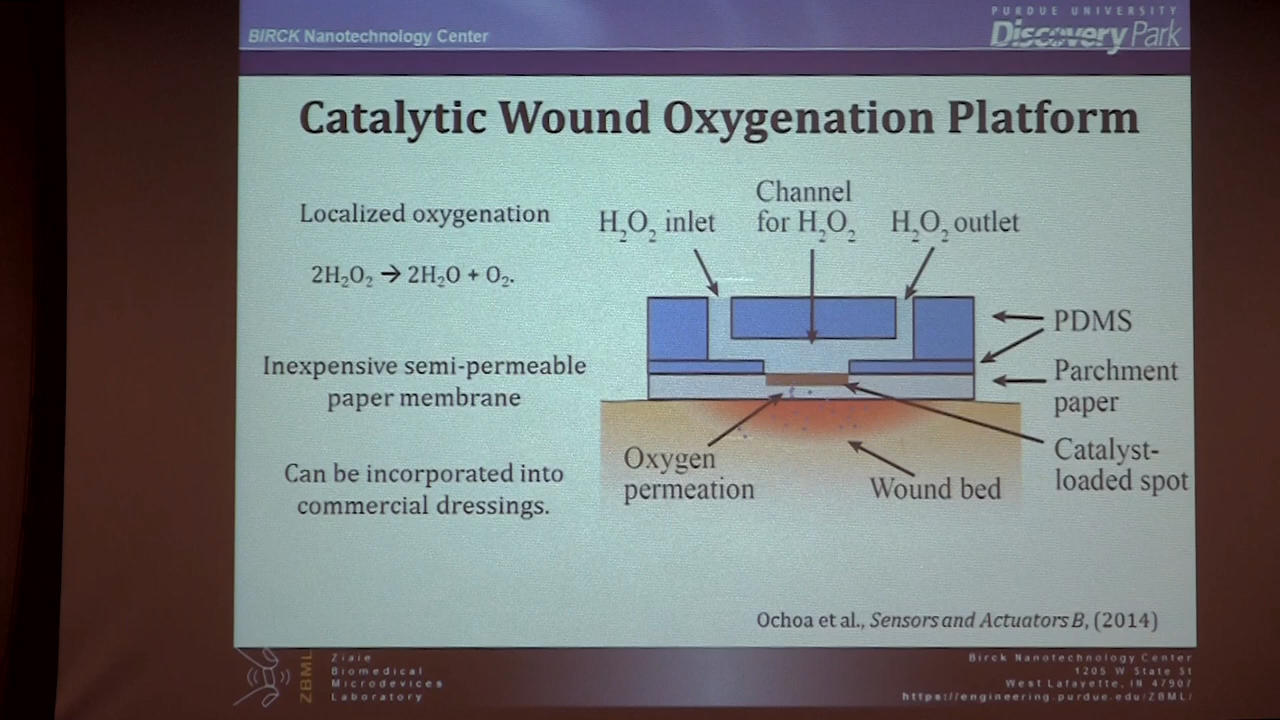 BIRCK Nanotechnology Center
PURDUE UNIVERSITY
Discovery Park
Catalytic Wound Oxygenation Platform
Localized oxygenation
2H₂O₂ → 2H₂O + O₂.
Inexpensive semi-permeable
paper membrane
Can be incorporated into
commercial dressings.
H₂O₂ inlet
Channel
for H₂O₂
H₂O₂ outlet
PDMS
Parchment
paper
Catalyst-
loaded spot
Oxygen
permeation
Wound bed
Ochoa et al., Sensors and Actuators B, (2014)
ZBML
Ziaie
Biomedical
Microdevices
Laboratory
Birck Nanotechnology Center
1205 W State St
West Lafayette, IN 47907
https://engineering.purdue.edu/ZBML/